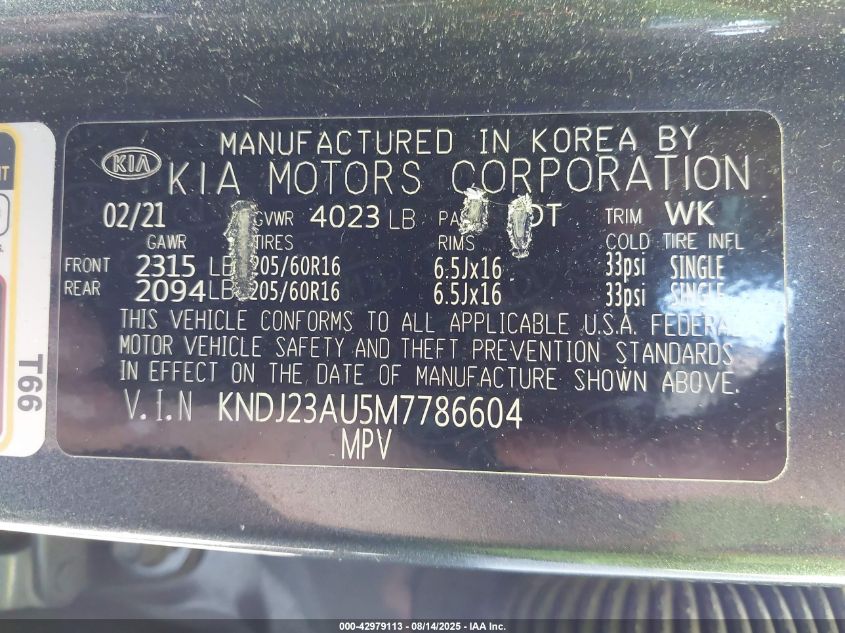 MANUFACTURED IN KOREA BY
KIA KIA MOTORS CORPORATION
02/21 GVWR 4023 LB TRIM WK
GAWR TIRES RIMS COLD TIRE INFL
FRONT 2315 LB 205/60R16 6.5Jx16 33psi SINGLE
REAR 2094 LB 205/60R16 6.5Jx16 33psi SINGLE
THIS VEHICLE CONFORMS TO ALL APPLICABLE U.S.A. FEDERAL
MOTOR VEHICLE SAFETY AND THEFT PREVENTION STANDARDS
IN EFFECT ON THE DATE OF MANUFACTURE SHOWN ABOVE.
V.I.N KNDJ23AU5M7786604
MPV
T66
000-42979113 - 08/14/2025 - IAA Inc.